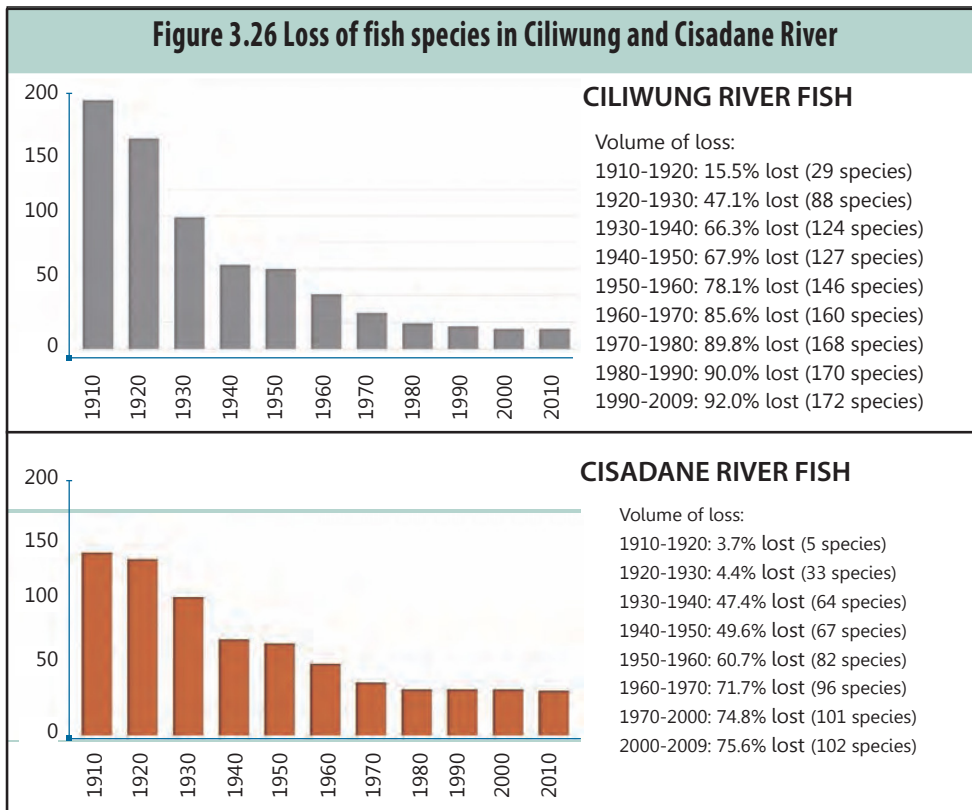 Figure 3.26 Loss of fish species in Ciliwung and Cisadane River
200
150
100
50
0
1910
1920
1930
1940
1950
1960
1970
1980
1990
2000
2010
CILIWUNG RIVER FISH
Volume of loss:
1910-1920: 15.5% lost (29 species)
1920-1930: 47.1% lost (88 species)
1930-1940: 66.3% lost (124 species)
1940-1950: 67.9% lost (127 species)
1950-1960: 78.1% lost (146 species)
1960-1970: 85.6% lost (160 species)
1970-1980: 89.8% lost (168 species)
1980-1990: 90.0% lost (170 species)
1990-2009: 92.0% lost (172 species)
200
150
100
50
0
1910
1920
1930
1940
1950
1960
1970
1980
1990
2000
2010
CISADANE RIVER FISH
Volume of loss:
1910-1920: 3.7% lost (5 species)
1920-1930: 4.4% lost (33 species)
1930-1940: 47.4% lost (64 species)
1940-1950: 49.6% lost (67 species)
1950-1960: 60.7% lost (82 species)
1960-1970: 71.7% lost (96 species)
1970-2000: 74.8% lost (101 species)
2000-2009: 75.6% lost (102 species)